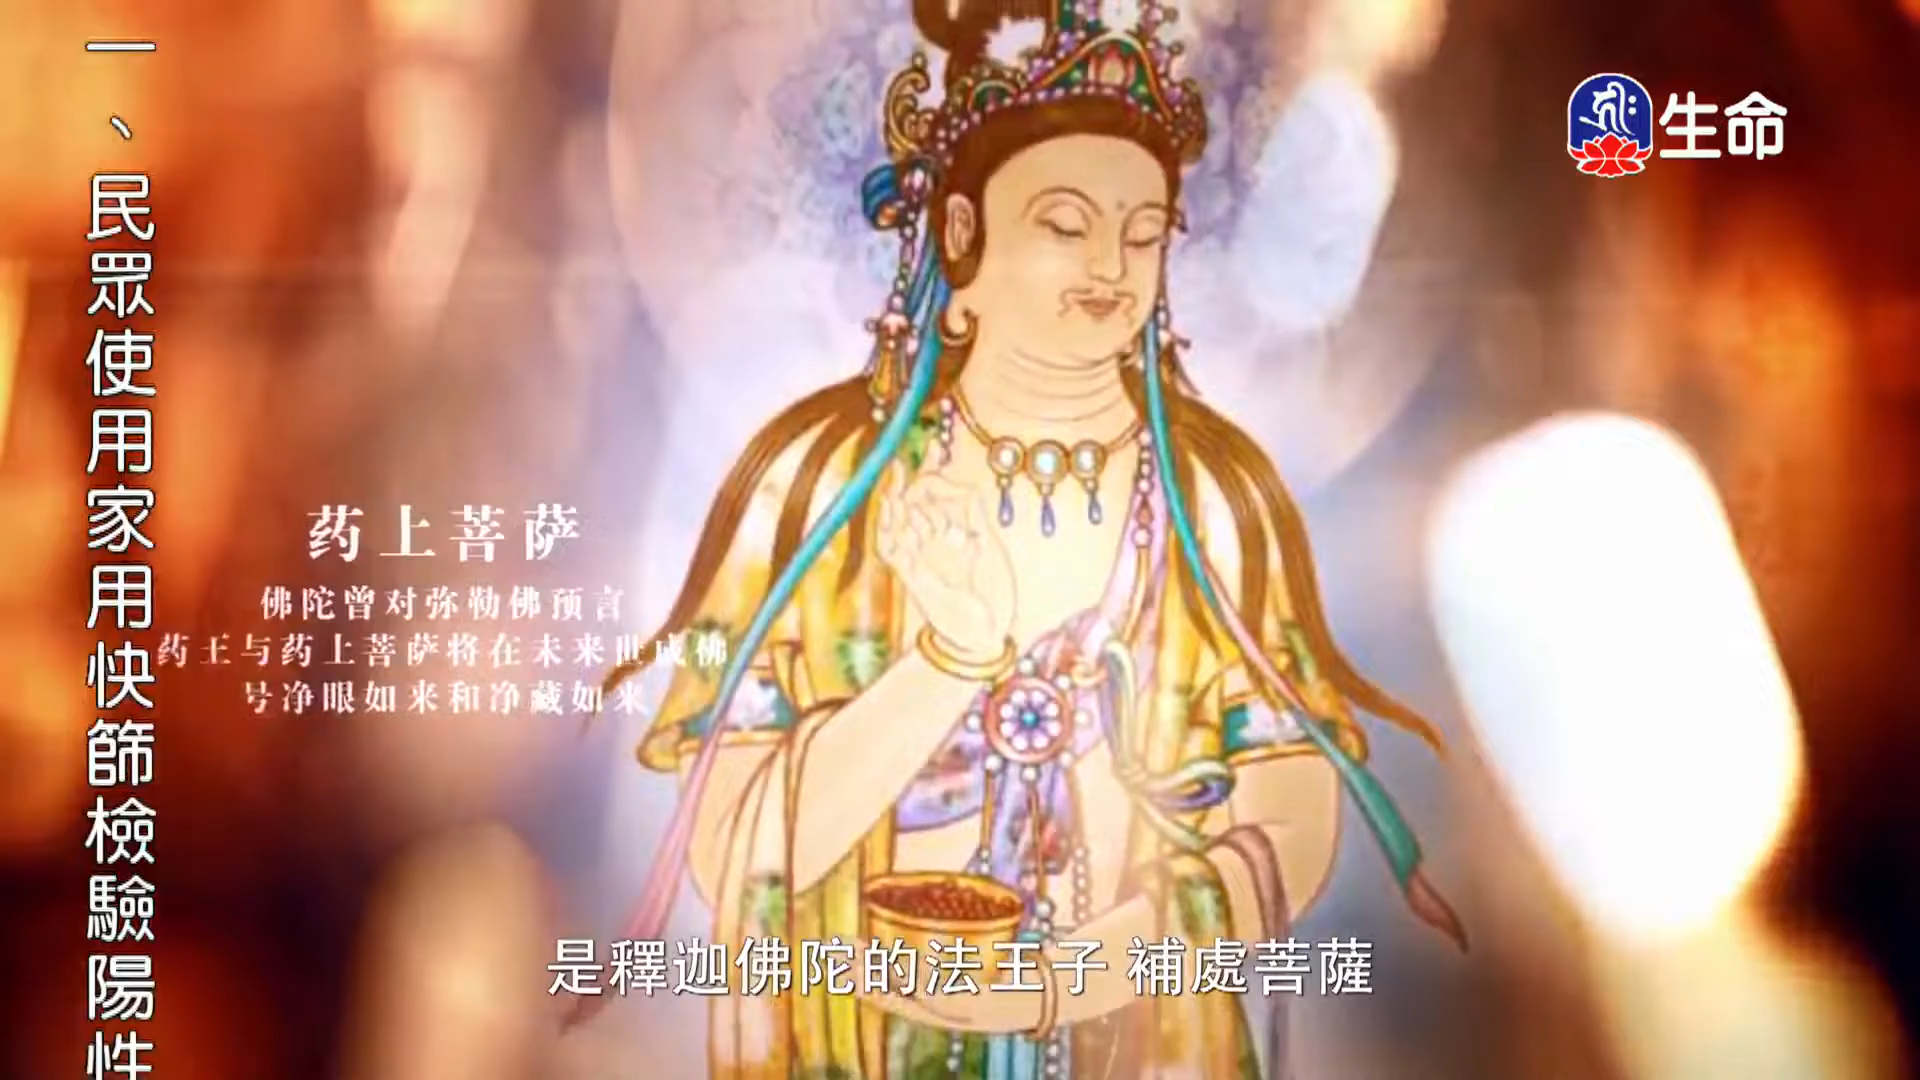 一、民眾使用家用快篩檢驗陽性
生命
药上菩萨
佛陀曾对弥勒佛预言
药王与药上菩萨将在未来世成佛
号净眼如来和净藏如来
是釋迦佛陀的法王子 補處菩薩